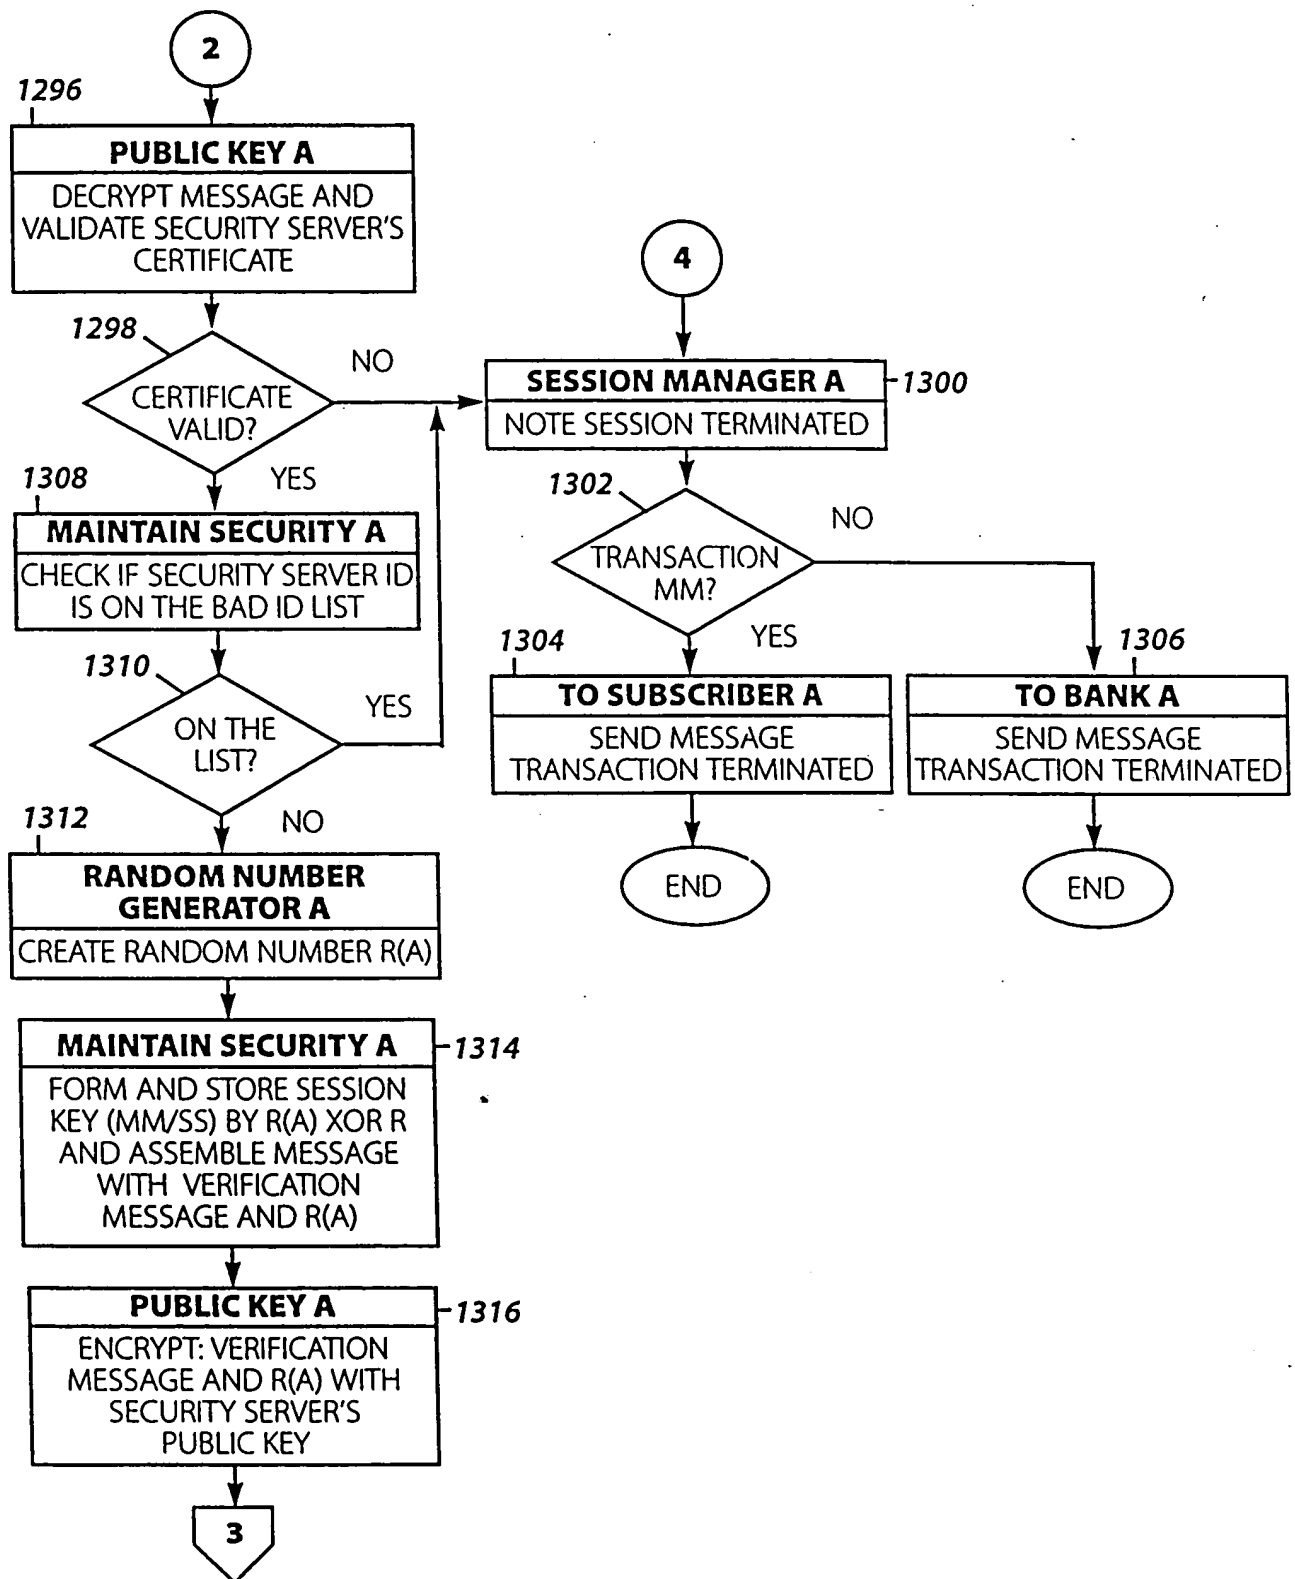 2
1296
PUBLIC KEY A
DECRYPT MESSAGE AND
VALIDATE SECURITY SERVER'S
CERTIFICATE
1298
CERTIFICATE
VALID?
NO
YES
1308
MAINTAIN SECURITY A
CHECK IF SECURITY SERVER ID
IS ON THE BAD ID LIST
1310
ON THE
LIST?
YES
NO
1312
RANDOM NUMBER
GENERATOR A
CREATE RANDOM NUMBER R(A)
MAINTAIN SECURITY A
1314
FORM AND STORE SESSION
KEY (MM/SS) BY R(A) XOR R
AND ASSEMBLE MESSAGE
WITH VERIFICATION
MESSAGE AND R(A)
PUBLIC KEY A
1316
ENCRYPT: VERIFICATION
MESSAGE AND R(A) WITH
SECURITY SERVER'S
PUBLIC KEY
3
4
SESSION MANAGER A
1300
NOTE SESSION TERMINATED
1302
TRANSACTION
MM?
NO
YES
1304
TO SUBSCRIBER A
SEND MESSAGE
TRANSACTION TERMINATED
END
1306
TO BANK A
SEND MESSAGE
TRANSACTION TERMINATED
END